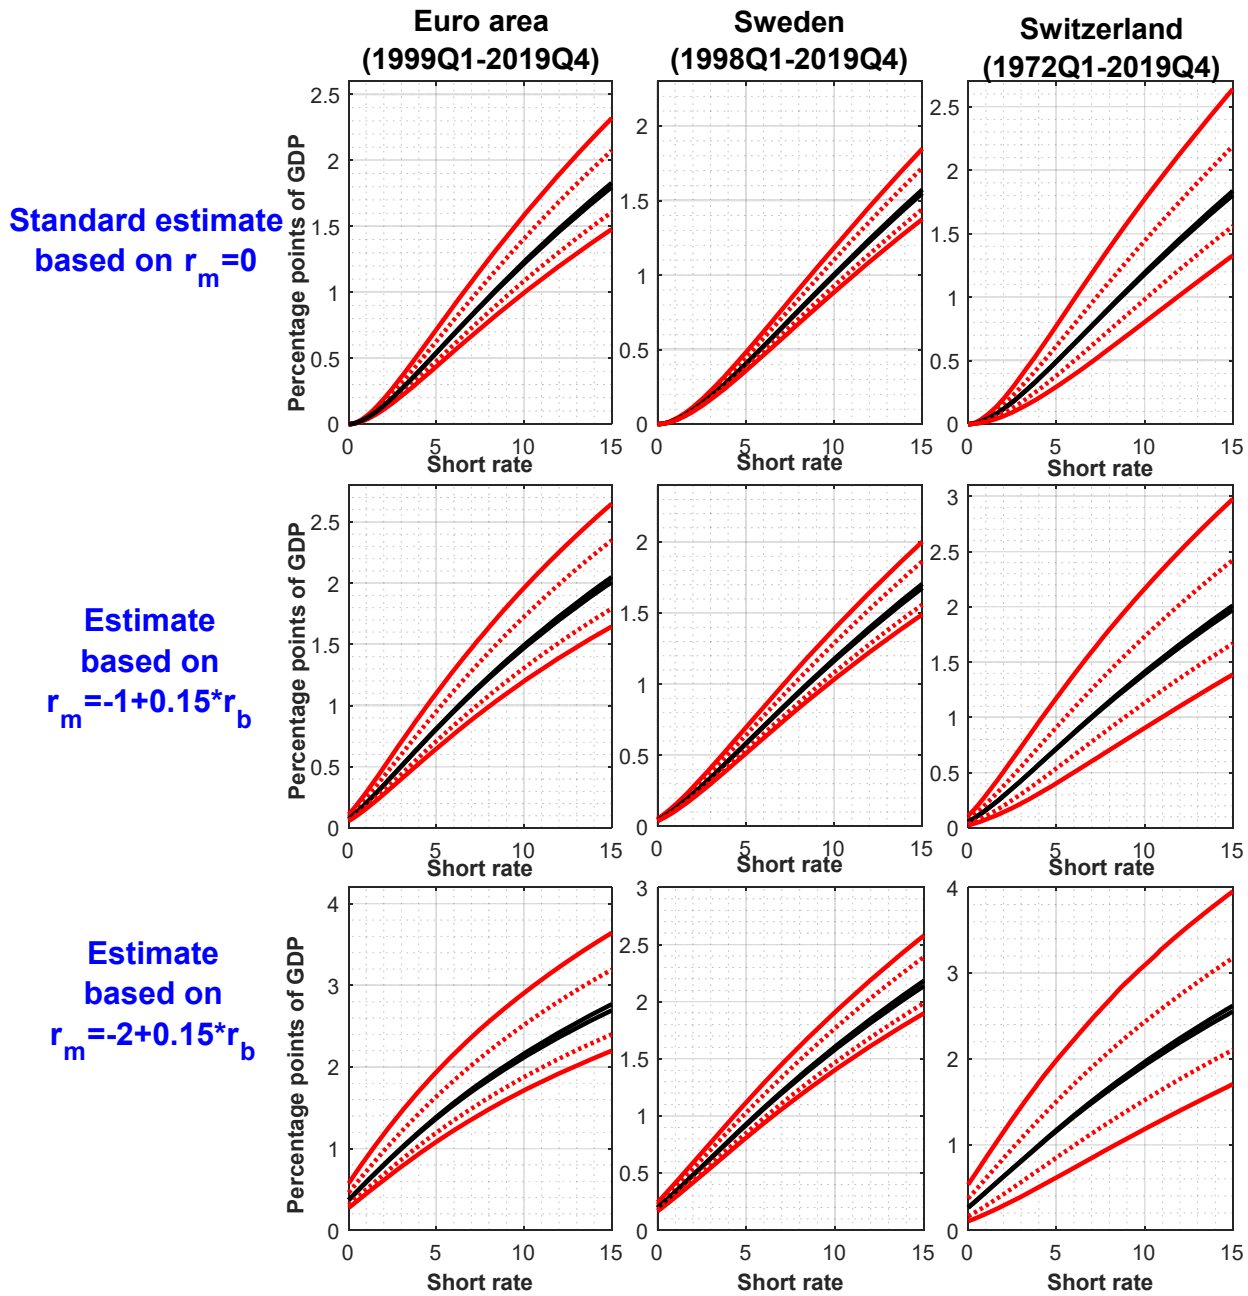 Euro area
(1999Q1-2019Q4)
Sweden
(1998Q1-2019Q4)
Switzerland
(1972Q1-2019Q4)
Standard estimate
based on r_m=0
Percentage points of GDP
2.5
2
1.5
1
0.5
0
0 5 10 15
Short rate
2
1.5
1
0.5
0
0 5 10 15
Short rate
2.5
2
1.5
1
0.5
0
0 5 10 15
Short rate
Estimate
based on
r_m=-1+0.15*r_b
Percentage points of GDP
2.5
2
1.5
1
0.5
0
0 5 10 15
Short rate
2
1.5
1
0.5
0
0 5 10 15
Short rate
3
2.5
2
1.5
1
0.5
0
0 5 10 15
Short rate
Estimate
based on
r_m=-2+0.15*r_b
Percentage points of GDP
4
3
2
1
0
0 5 10 15
Short rate
3
2.5
2
1.5
1
0.5
0
0 5 10 15
Short rate
4
3
2
1
0
0 5 10 15
Short rate